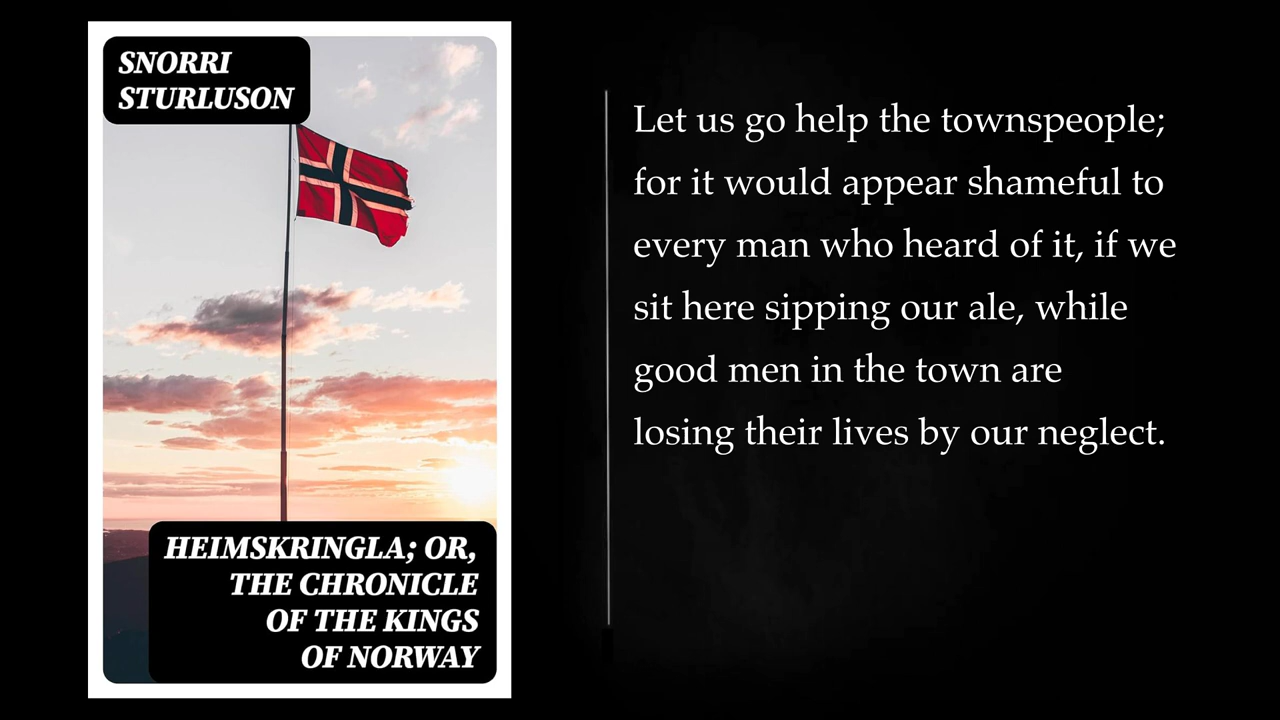 SNORRI
STURLUSON
HEIMSKRINGLA; OR,
THE CHRONICLE
OF THE KINGS
OF NORWAY
Let us go help the townspeople;
for it would appear shameful to
every man who heard of it, if we
sit here sipping our ale, while
good men in the town are
losing their lives by our neglect.